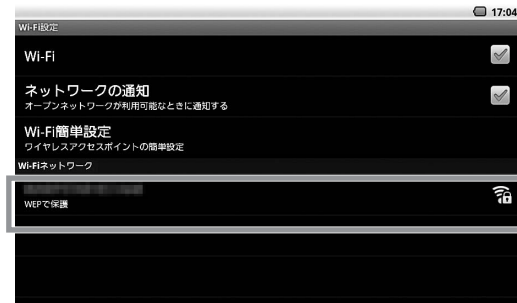 17:04
Wi-Fi設定
Wi-Fi
ネットワークの通知
オープンネットワークが利用可能なときに通知する
Wi-Fi簡単設定
ワイヤレスアクセスポイントの簡単設定
Wi-Fiネットワーク
WEPで保護